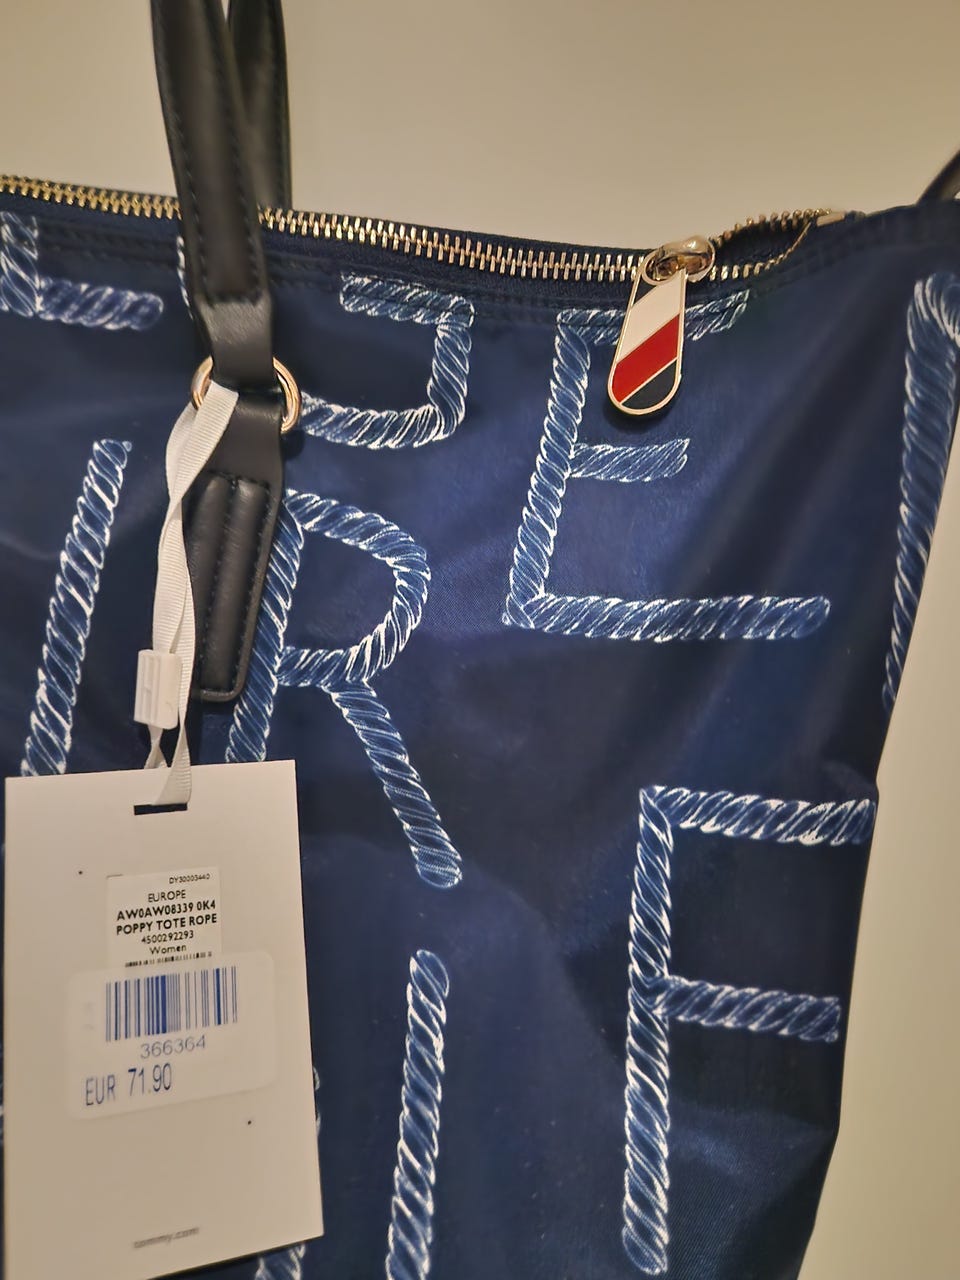 E
R
F
DY30003440
EUROPE
AW0AW08339 0K4
POPPY TOTE ROPE
4500292293
Women
366364
EUR 71.90
tommy.com